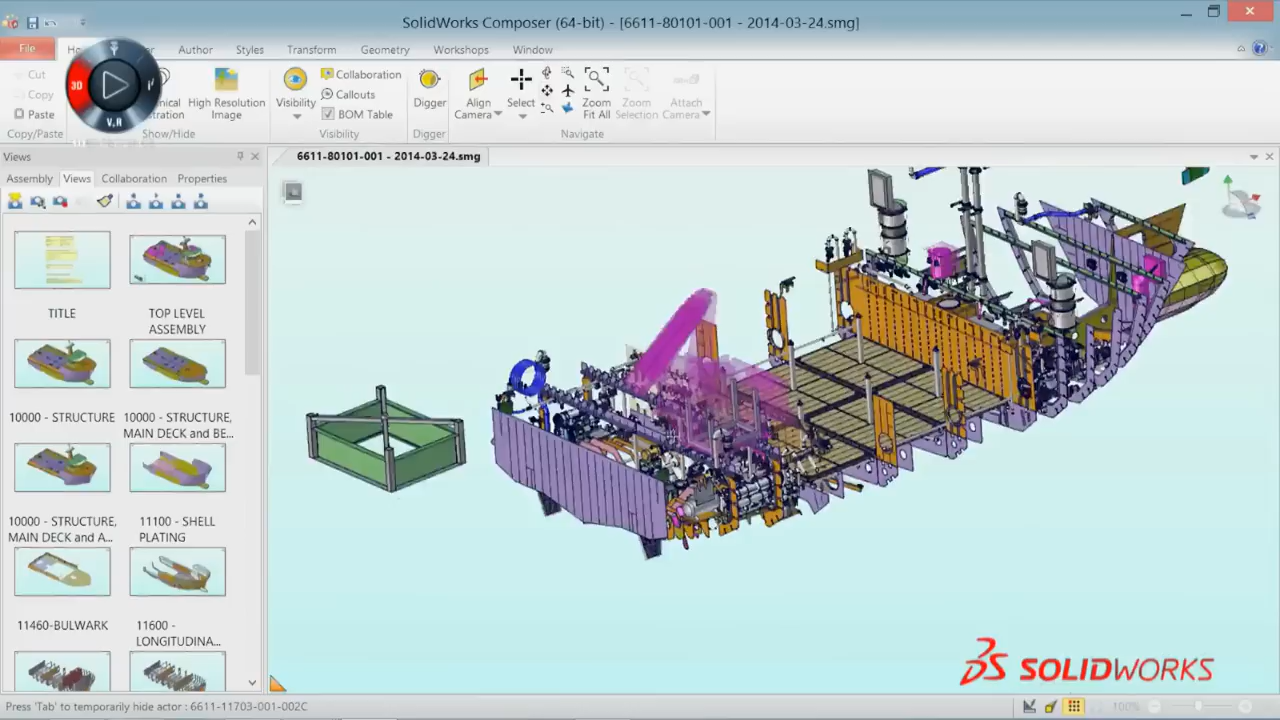 SolidWorks Composer (64-bit) - [6611-80101-001 - 2014-03-24.smg]
File
Author
Styles
Transform
Geometry
Workshops
Window
Cut
Copy
Paste
Copy/Paste
3D
V,R
High Resolution
Image
Show/Hide
Visibility
Collaboration
Callouts
BOM Table
Visibility
Digger
Digger
Align
Camera
Select
Zoom
Fit All
Zoom
Selection
Attach
Camera
Navigate
Views
6611-80101-001 - 2014-03-24.smg
Assembly
Views
Collaboration
Properties
TITLE
TOP LEVEL
ASSEMBLY
10000 - STRUCTURE
10000 - STRUCTURE,
MAIN DECK and BE...
10000 - STRUCTURE,
MAIN DECK and A...
11100 - SHELL
PLATING
11460-BULWARK
11600 -
LONGITUDINA...
SOLIDWORKS
Press 'Tab' to temporarily hide actor : 6611-11703-001-002C
100%